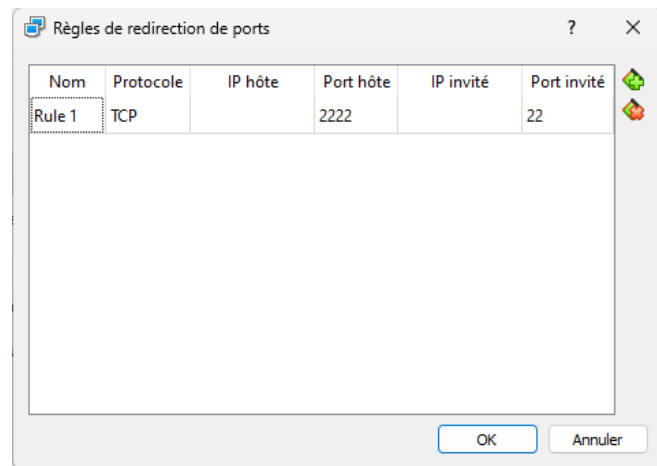 Règles de redirection de ports ?
Nom Protocole IP hôte Port hôte IP invité Port invité
Rule 1 TCP 2222 22
OK Annuler